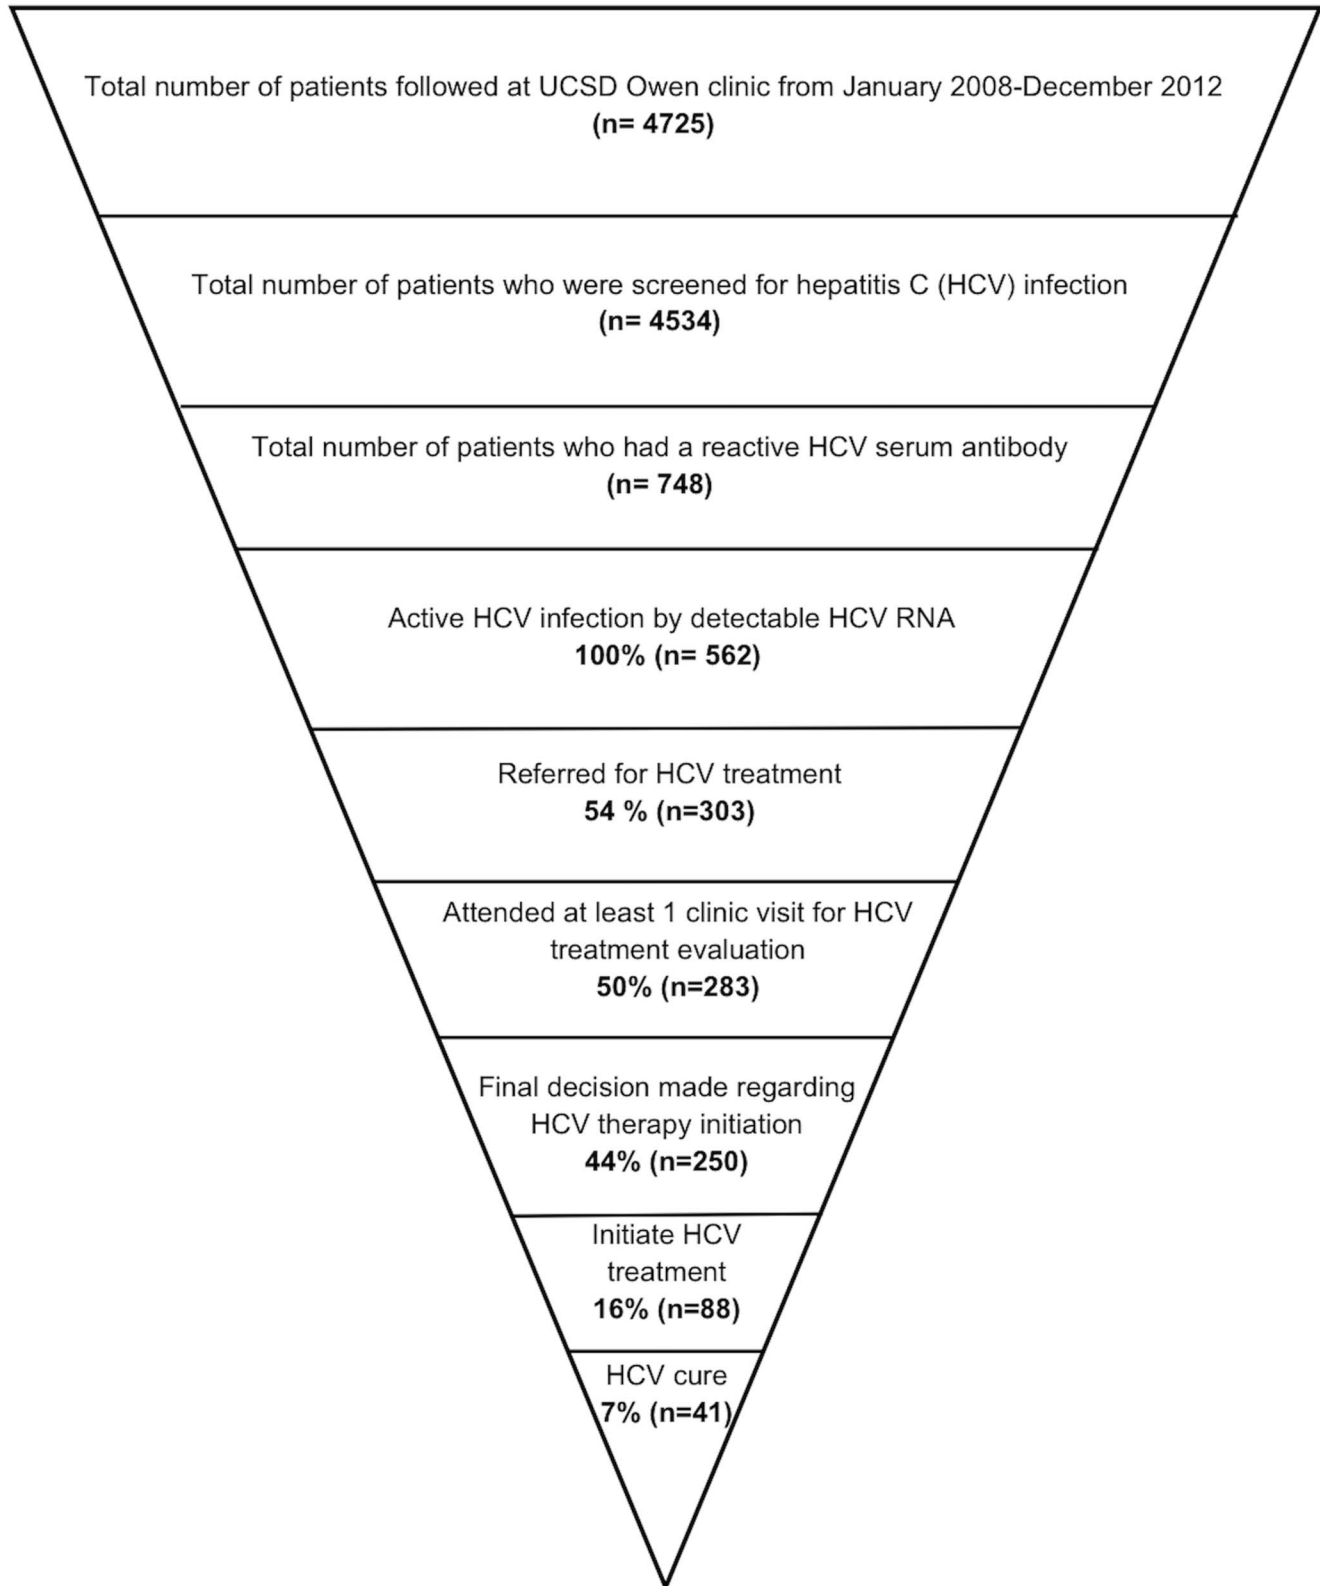 Total number of patients followed at UCSD Owen clinic from January 2008-December 2012
(n= 4725)
Total number of patients who were screened for hepatitis C (HCV) infection
(n= 4534)
Total number of patients who had a reactive HCV serum antibody
(n= 748)
Active HCV infection by detectable HCV RNA
100% (n= 562)
Referred for HCV treatment
54 % (n=303)
Attended at least 1 clinic visit for HCV
treatment evaluation
50% (n=283)
Final decision made regarding
HCV therapy initiation
44% (n=250)
Initiate HCV
treatment
16% (n=88)
HCV cure
7% (n=41)